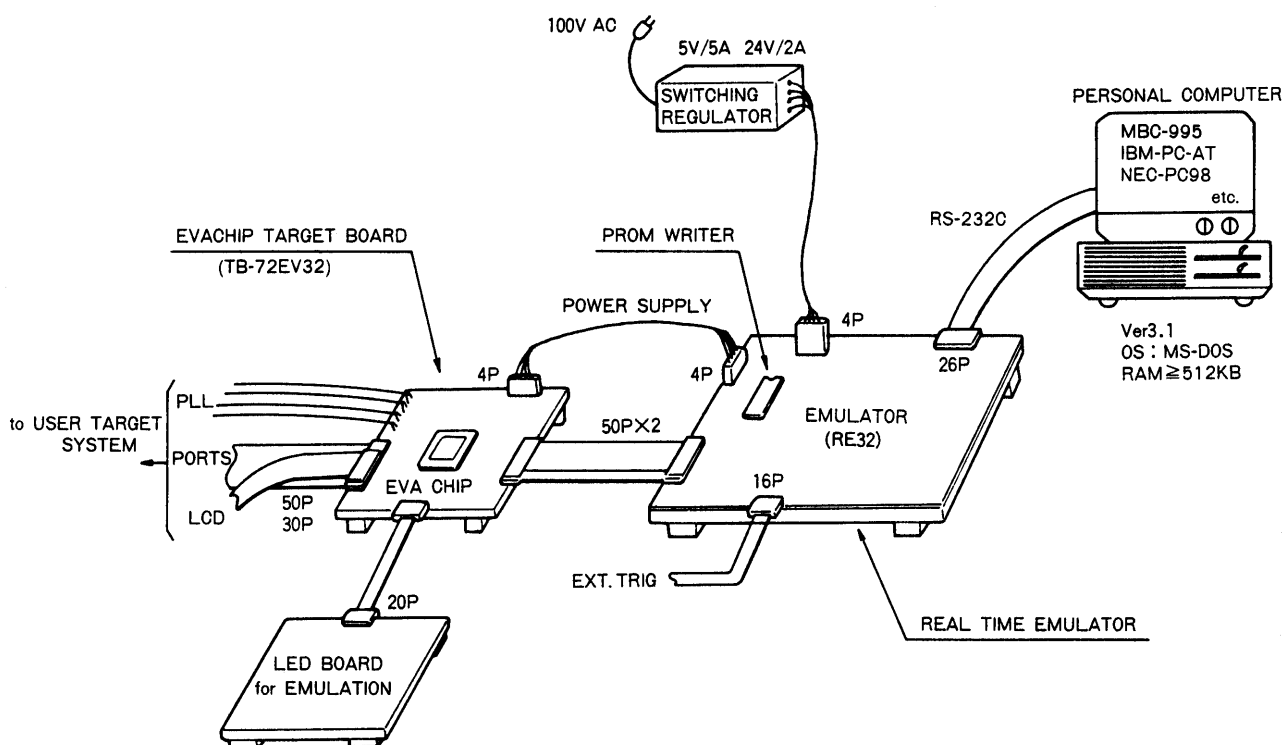 100V AC
5V/5A 24V/2A
SWITCHING
REGULATOR
PERSONAL COMPUTER
MBC-995
IBM-PC-AT
NEC-PC98
etc.
RS-232C
EVACHIP TARGET BOARD
(TB-72EV32)
PROM WRITER
POWER SUPPLY
4P
4P
4P
26P
Ver3.1
OS : MS-DOS
RAM≧512KB
to USER TARGET
SYSTEM
PLL
PORTS
LCD
50P
30P
EVA CHIP
50P×2
EMULATOR
(RE32)
16P
EXT. TRIG
20P
REAL TIME EMULATOR
LED BOARD
for EMULATION